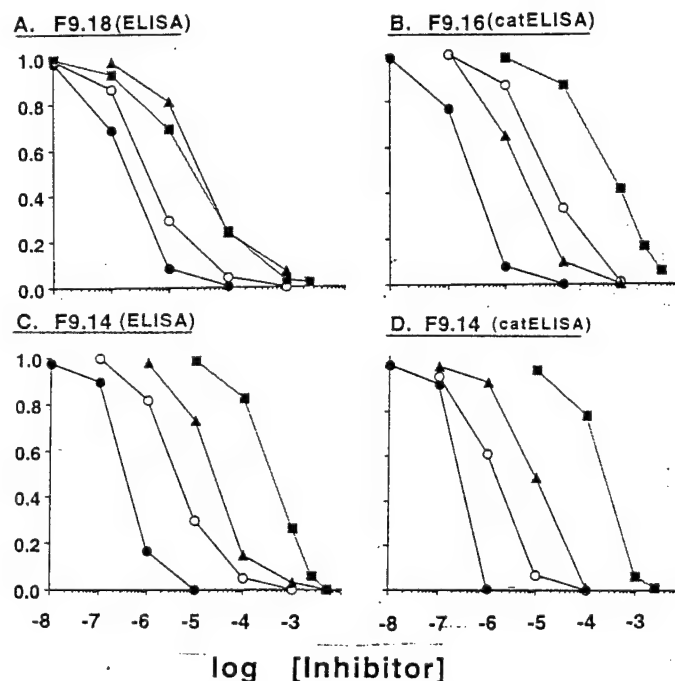 A. F9.18 (ELISA)
B. F9.16 (catELISA)
1.0
0.8
0.6
0.4
0.2
0.0
C. F9.14 (ELISA)
D. F9.14 (catELISA)
1.0
0.8
0.6
0.4
0.2
0.0
-8 -7 -6 -5 -4 -3
-8 -7 -6 -5 -4 -3
log [Inhibitor]